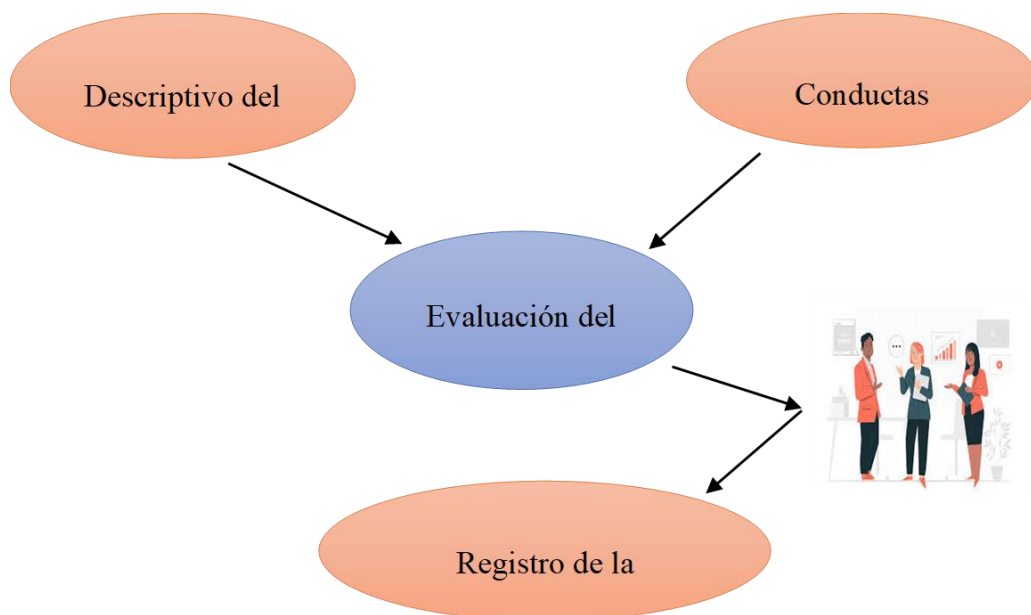 Descriptivo del
Conductas
Evaluación del
Registro de la